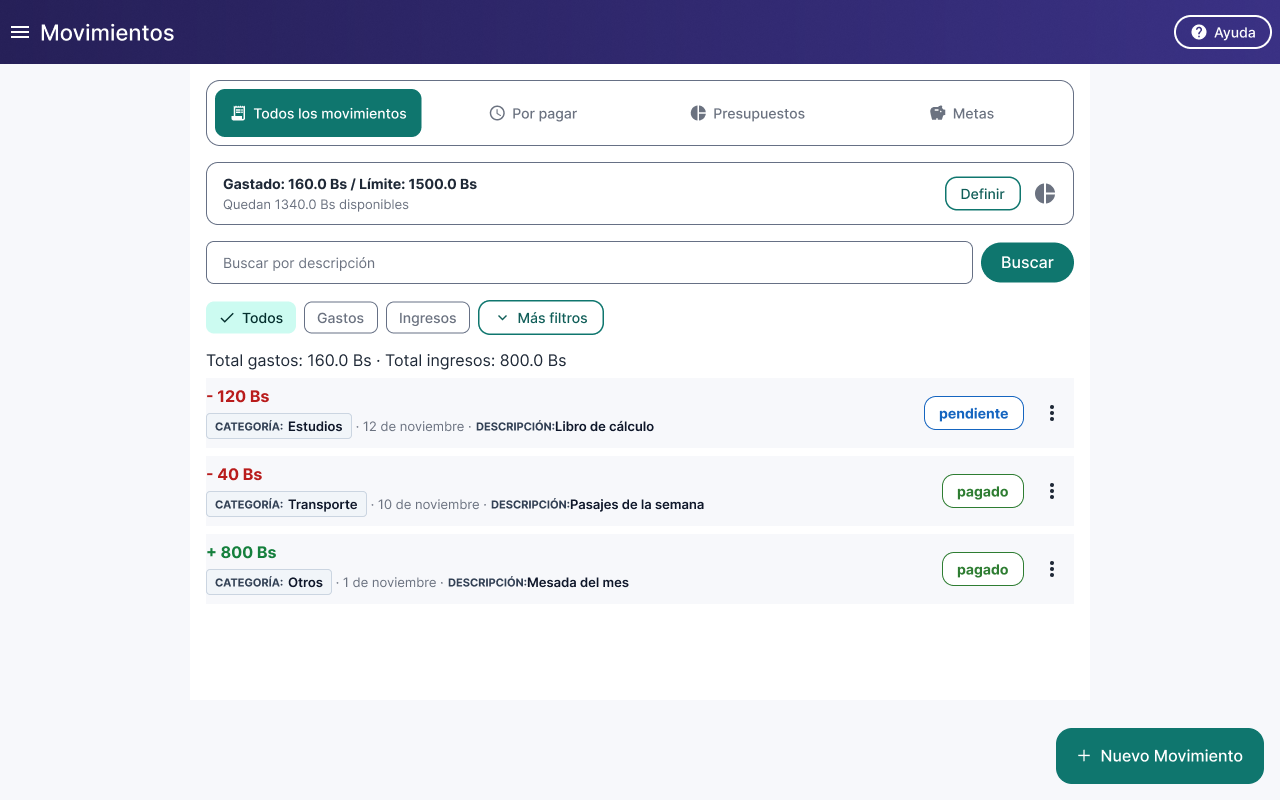 Movimientos
Ayuda
Todos los movimientos
Por pagar
Presupuestos
Metas
Gastado: 160.0 Bs / Límite: 1500.0 Bs
Quedan 1340.0 Bs disponibles
Definir
Buscar por descripción
Buscar
Todos
Gastos
Ingresos
Más filtros
Total gastos: 160.0 Bs · Total ingresos: 800.0 Bs
- 120 Bs
CATEGORÍA: Estudios · 12 de noviembre · DESCRIPCIÓN:Libro de cálculo
pendiente
- 40 Bs
CATEGORÍA: Transporte · 10 de noviembre · DESCRIPCIÓN:Pasajes de la semana
pagado
+ 800 Bs
CATEGORÍA: Otros · 1 de noviembre · DESCRIPCIÓN:Mesada del mes
pagado
+ Nuevo Movimiento